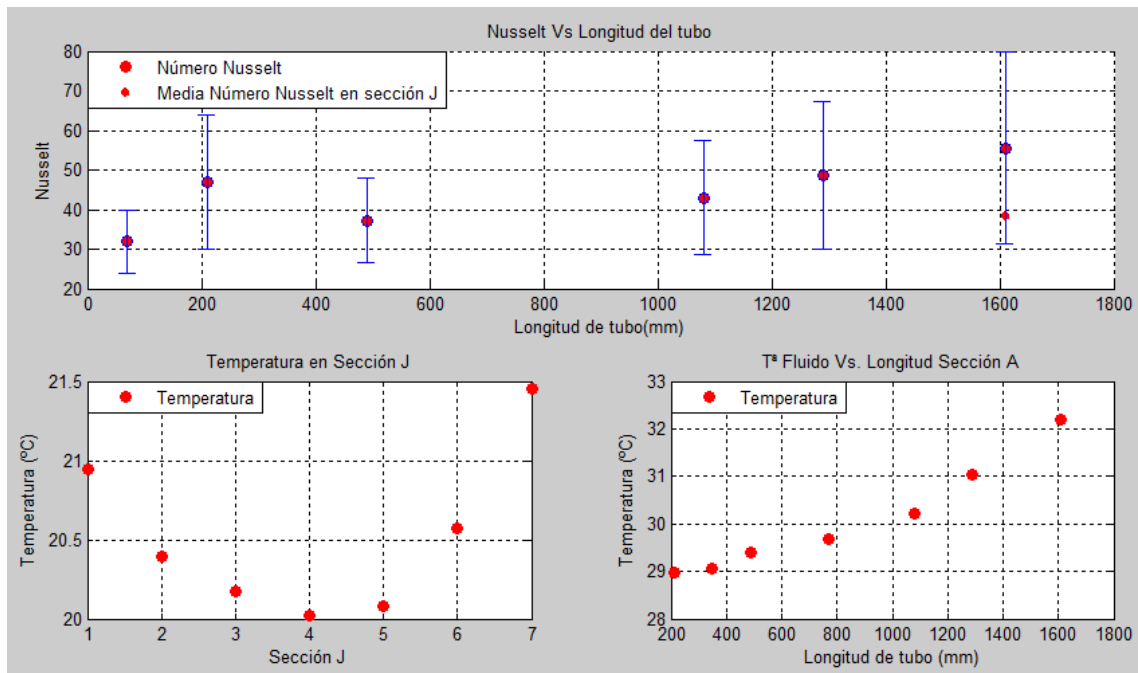 Nusselt Vs Longitud del tubo
80
70
60
50
40
30
20
Nusselt
Número Nusselt
Media Número Nusselt en sección J
0 200 400 600 800 1000 1200 1400 1600 1800
Longitud de tubo(mm)
Temperatura en Sección J
21.5
21
20.5
20
Temperatura (ºC)
Temperatura
1 2 3 4 5 6 7
Sección J
Tª Fluido Vs. Longitud Sección A
33
32
31
30
29
28
Temperatura (ºC)
Temperatura
200 400 600 800 1000 1200 1400 1600 1800
Longitud de tubo (mm)